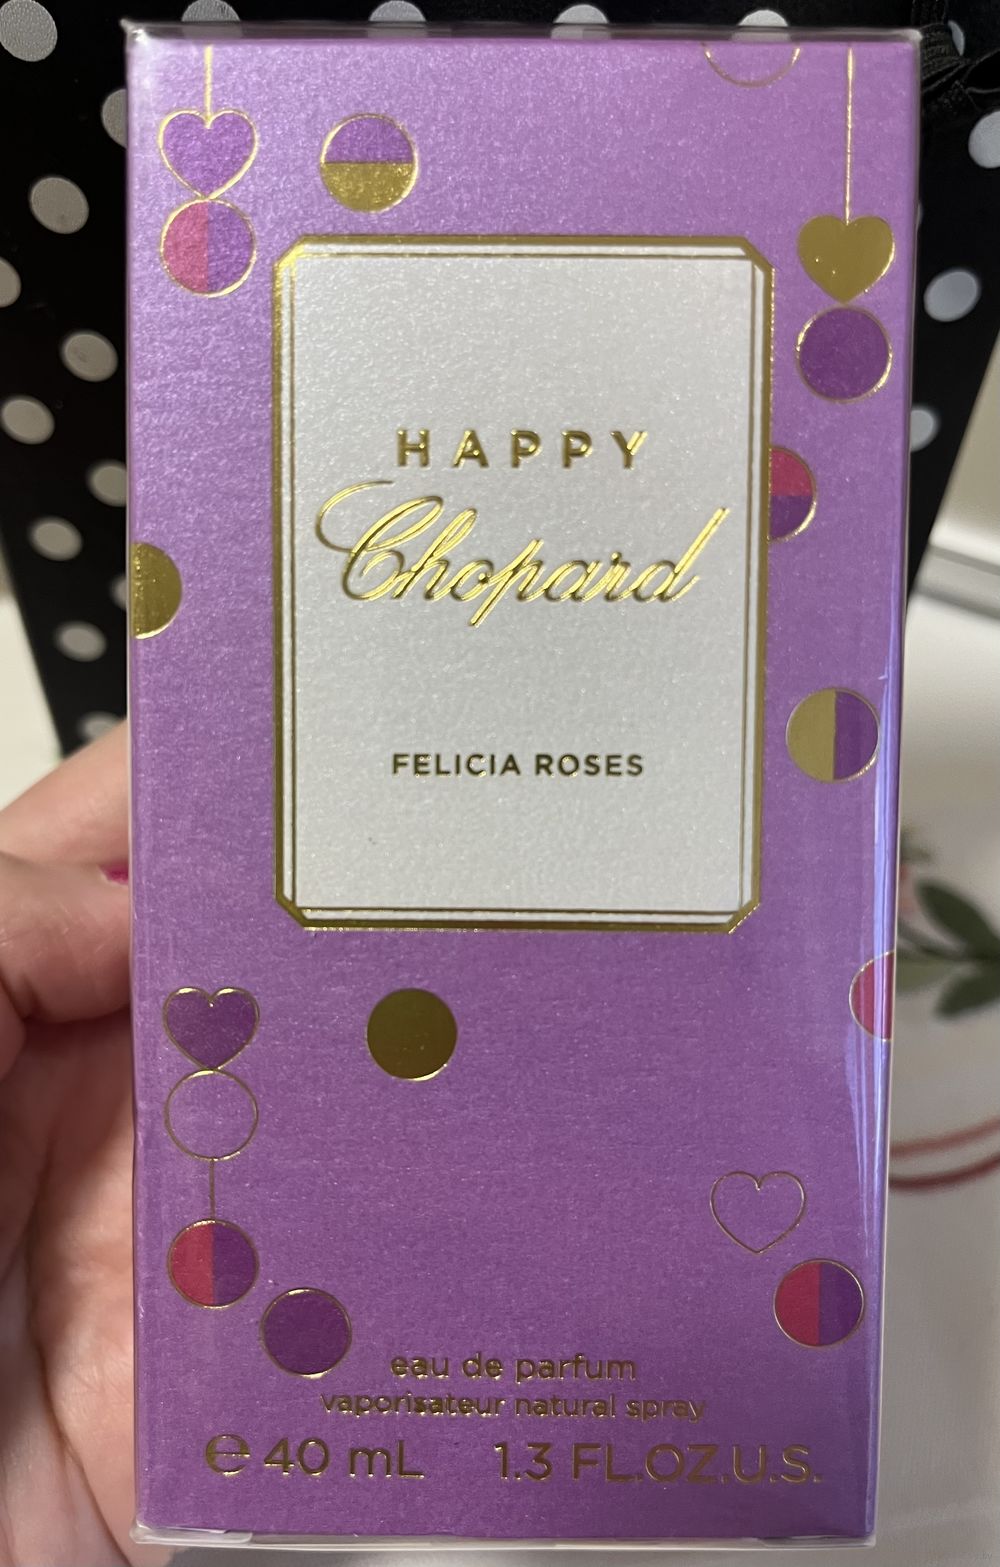 HAPPY
Chopard
FELICIA ROSES
eau de parfum
vaporisateur natural spray
℮ 40 mL 1.3 FL.OZ.U.S.